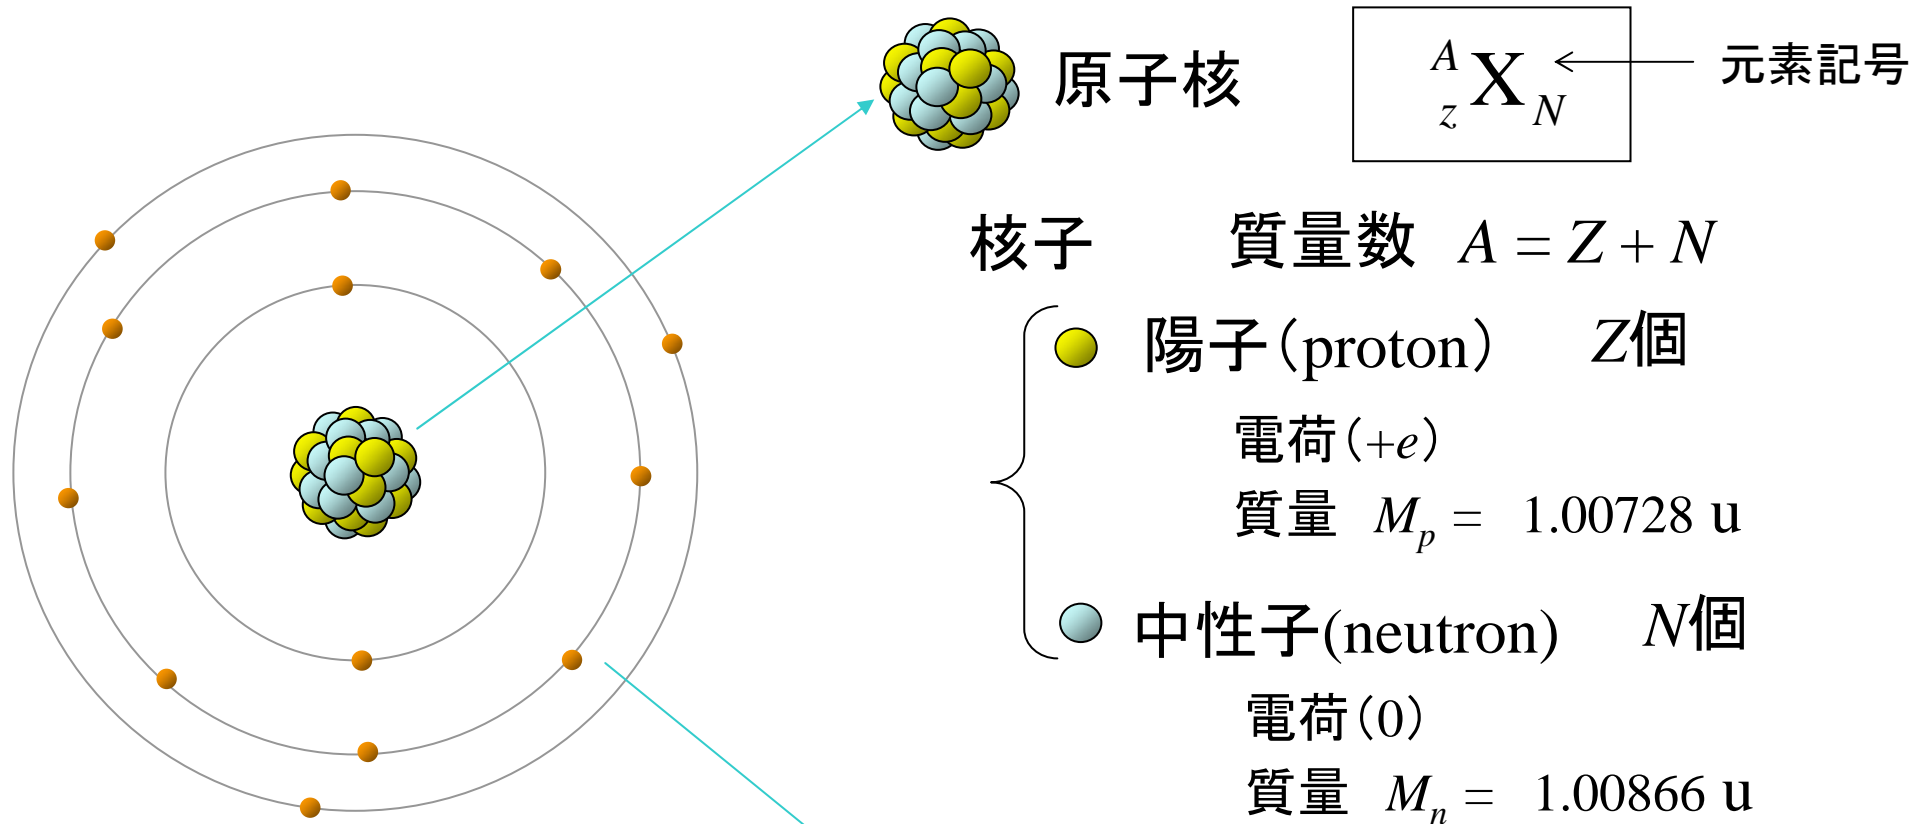 原子核
A
z X N
元素記号
核子 質量数 A = Z + N
陽子(proton) Z個
電荷(+e)
質量 Mp = 1.00728 u
中性子(neutron) N個
電荷(0)
質量 Mn = 1.00866 u